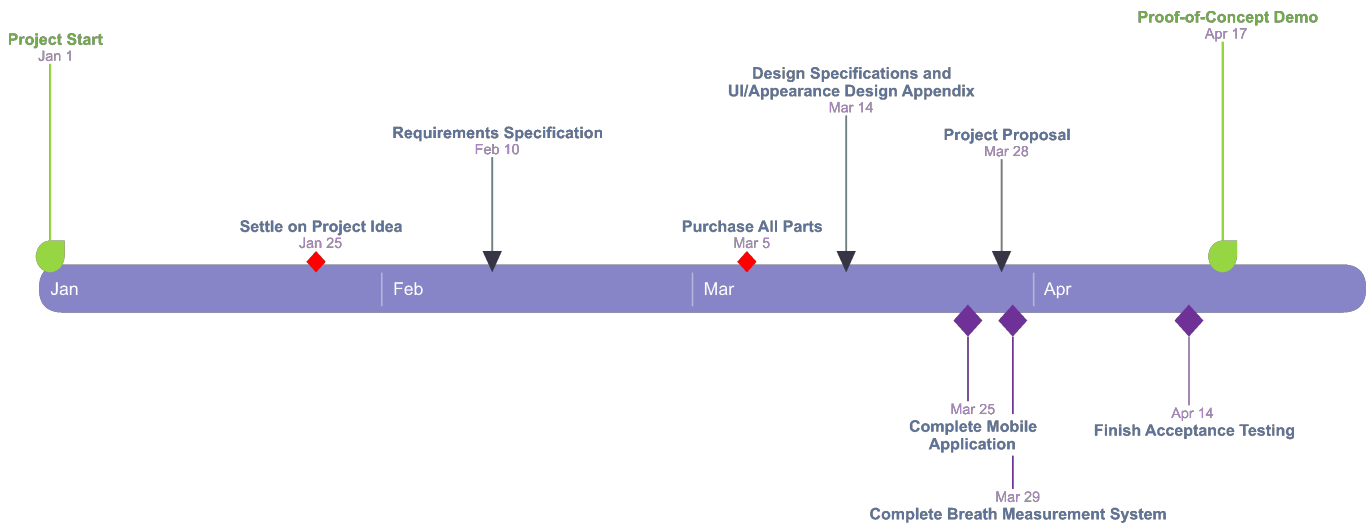 Project Start
Jan 1
Proof-of-Concept Demo
Apr 17
Design Specifications and
UI/Appearance Design Appendix
Mar 14
Requirements Specification
Feb 10
Project Proposal
Mar 28
Settle on Project Idea
Jan 25
Purchase All Parts
Mar 5
Jan
Feb
Mar
Apr
Mar 25
Complete Mobile
Application
Apr 14
Finish Acceptance Testing
Mar 29
Complete Breath Measurement System